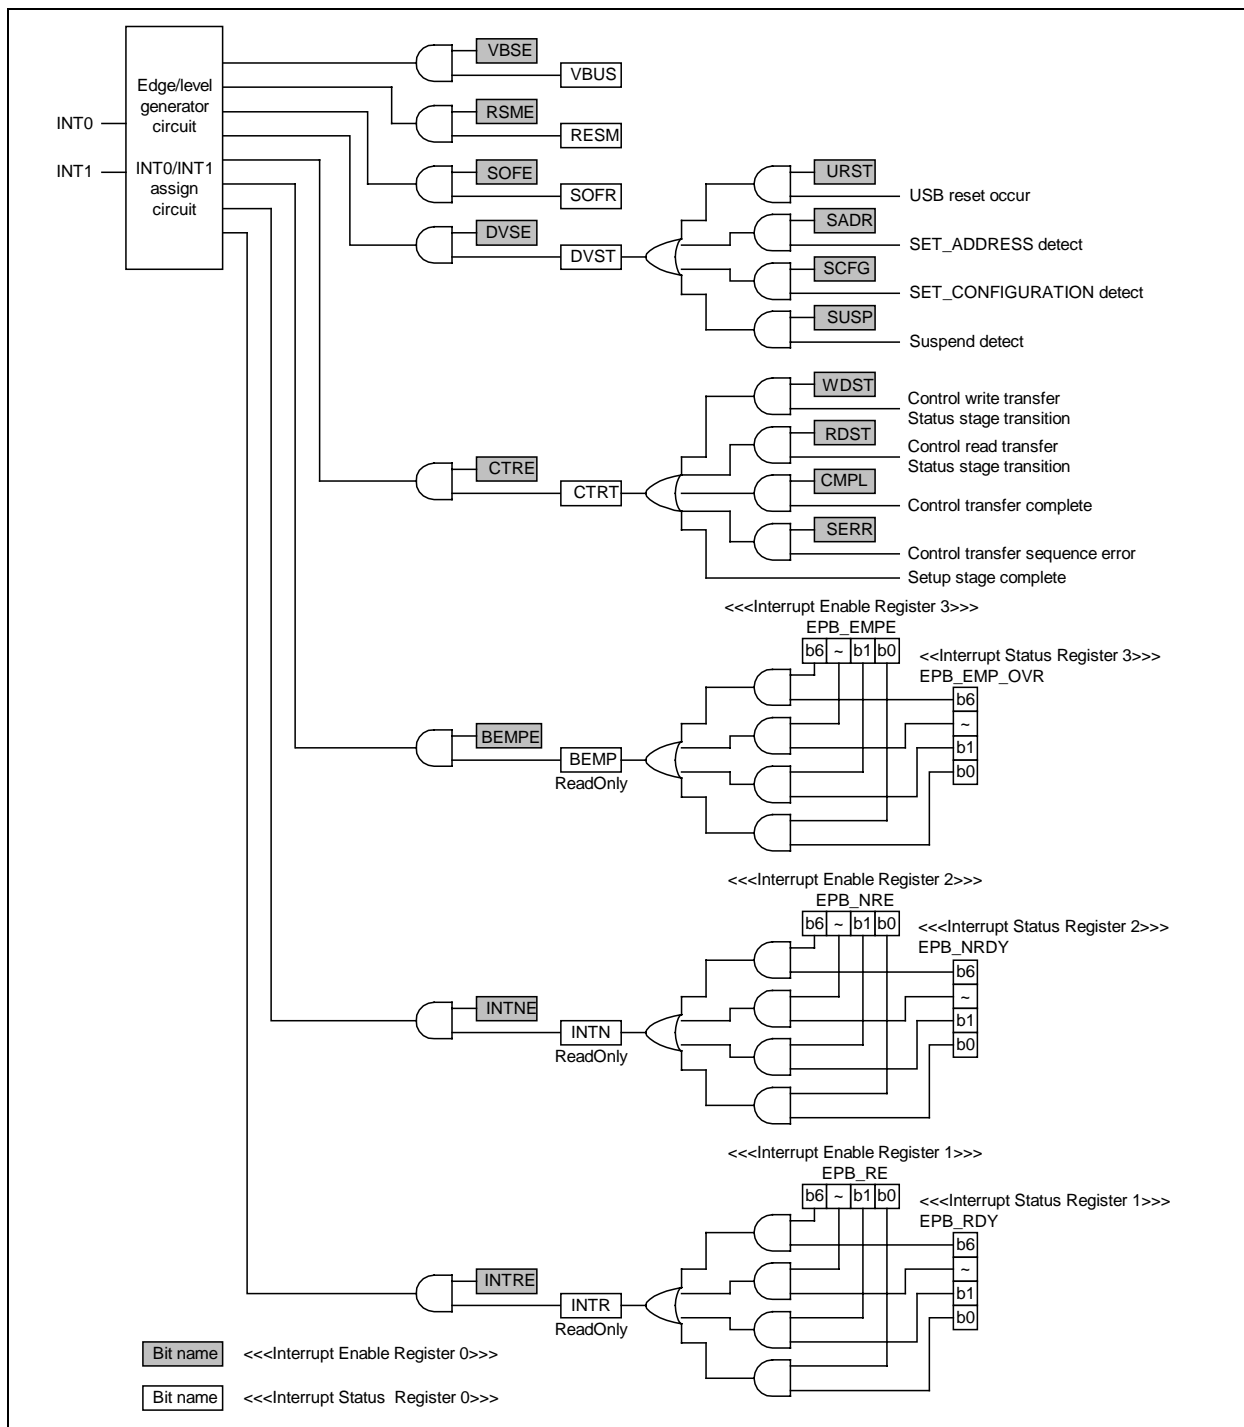 VBSE
VBUS
Edge/level
generator
circuit
INT0
INT1
INT0/INT1
assign
circuit
RSME
RESM
SOFE
SOFR
DVSE
DVST
URST
USB reset occur
SADR
SET_ADDRESS detect
SCFG
SET_CONFIGURATION detect
SUSP
Suspend detect
WDST
Control write transfer
Status stage transition
RDST
Control read transfer
Status stage transition
CTRE
CTRT
CMPL
Control transfer complete
SERR
Control transfer sequence error
Setup stage complete
<<<Interrupt Enable Register 3>>>
EPB_EMPE
b6 ~ b1 b0
<<Interrupt Status Register 3>>>
EPB_EMP_OVR
b6
~
b1
b0
BEMPE
BEMP
ReadOnly
<<<Interrupt Enable Register 2>>>
EPB_NRE
b6 ~ b1 b0
<<<Interrupt Status Register 2>>>
EPB_NRDY
b6
~
b1
b0
INTNE
INTN
ReadOnly
<<<Interrupt Enable Register 1>>>
EPB_RE
b6 ~ b1 b0
<<<Interrupt Status Register 1>>>
EPB_RDY
b6
~
b1
b0
INTRE
INTR
ReadOnly
Bit name <<<Interrupt Enable Register 0>>>
Bit name <<<Interrupt Status Register 0>>>